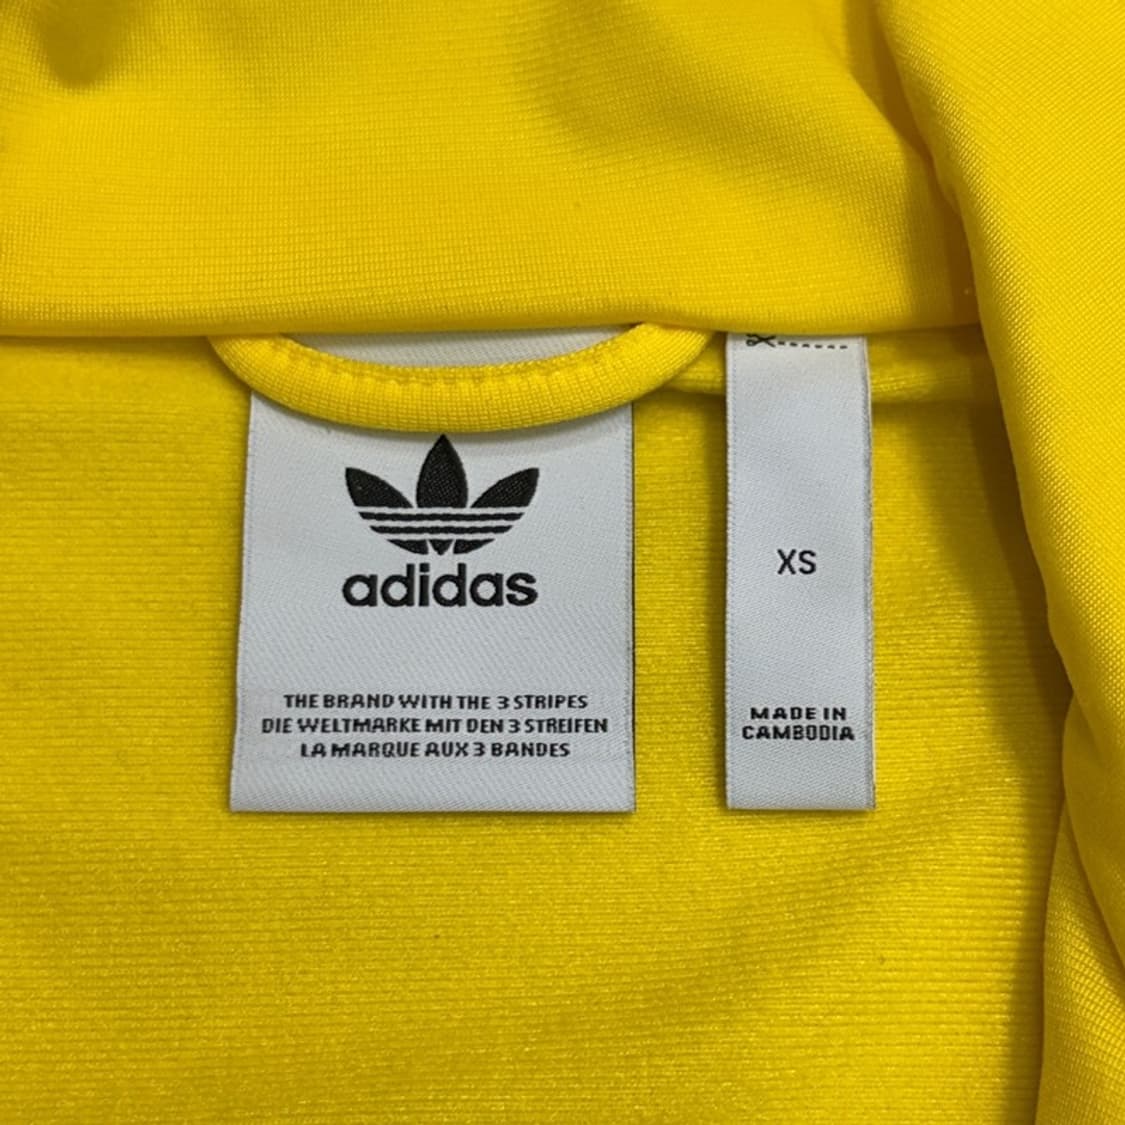 adidas
THE BRAND WITH THE 3 STRIPES
DIE WELTMARKE MIT DEN 3 STREIFEN
LA MARQUE AUX 3 BANDES
XS
MADE IN
CAMBODIA